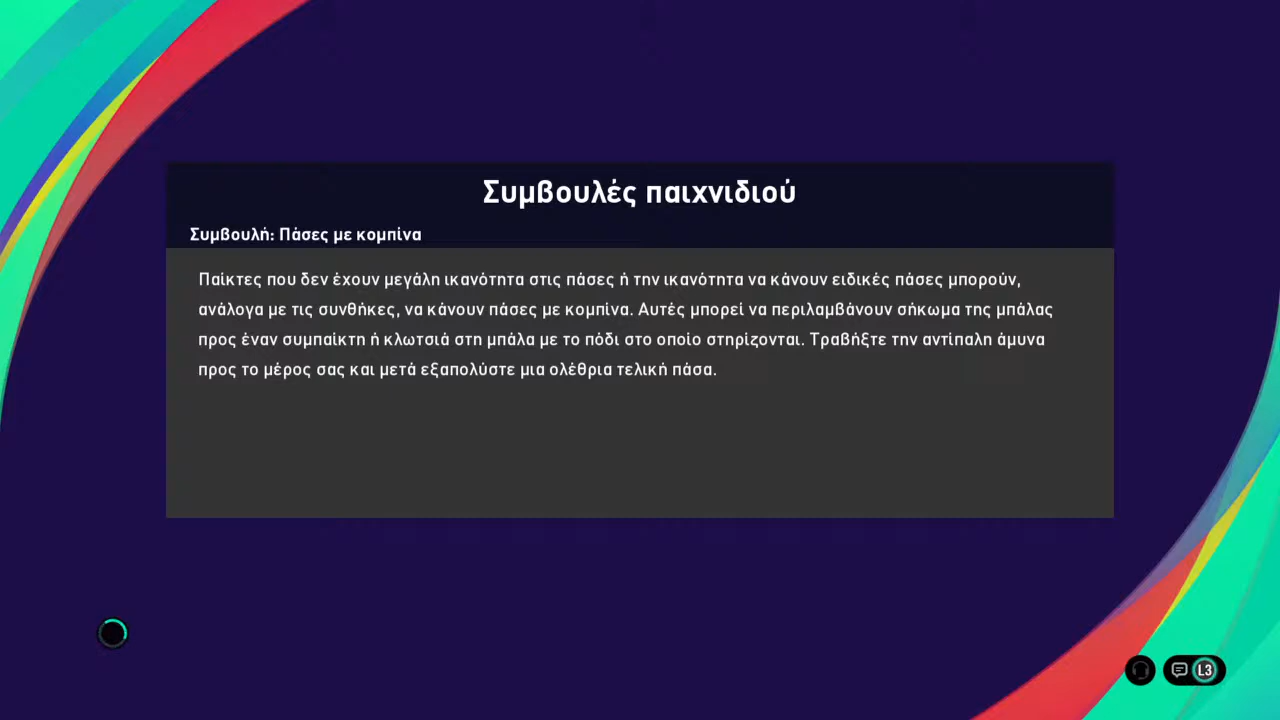 Συμβουλές παιχνιδιού
Συμβουλή: Πάσες με κομπίνα
Παίκτες που δεν έχουν μεγάλη ικανότητα στις πάσες ή την ικανότητα να κάνουν ειδικές πάσες μπορούν,
ανάλογα με τις συνθήκες, να κάνουν πάσες με κομπίνα. Αυτές μπορεί να περιλαμβάνουν σήκωμα της μπάλας
προς έναν συμπαίκτη ή κλωτσιά στη μπάλα με το πόδι στο οποίο στηρίζονται. Τραβήξτε την αντίπαλη άμυνα
προς το μέρος σας και μετά εξαπολύστε μια ολέθρια τελική πάσα.
L3